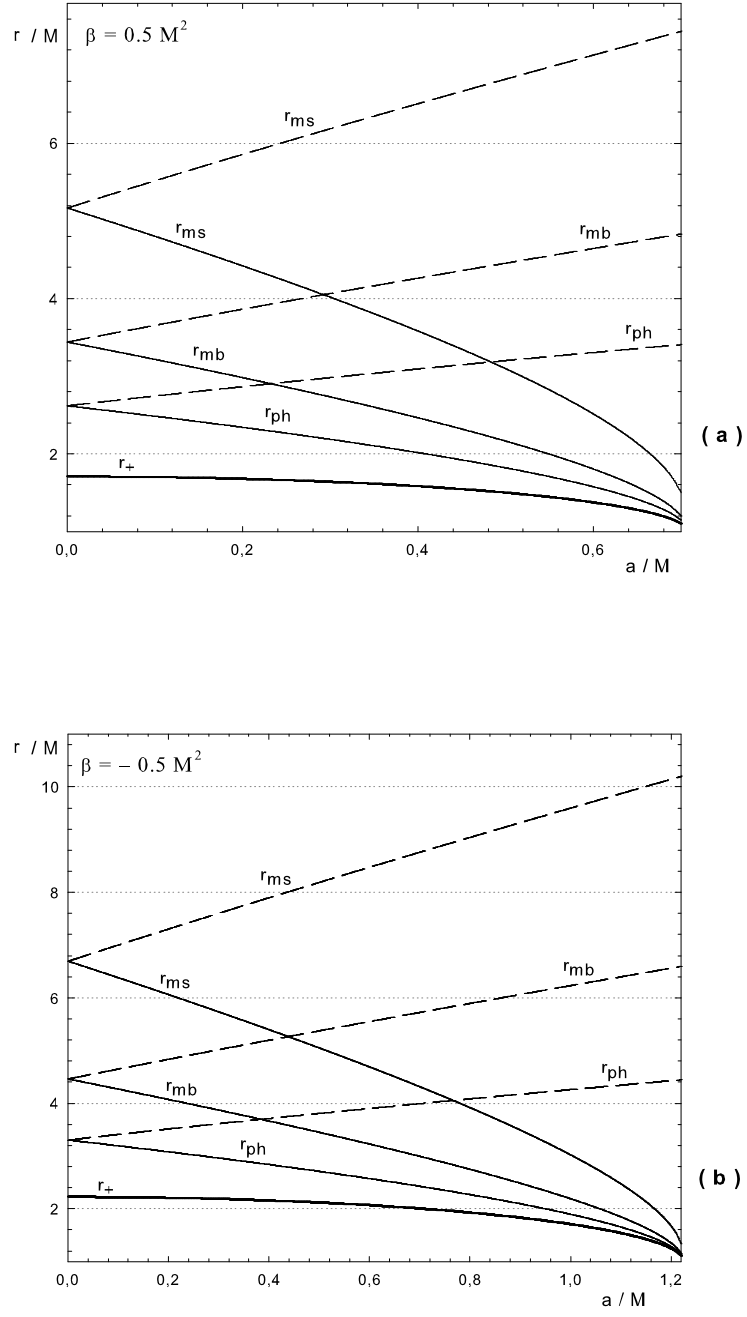 r / M
β = 0.5 M²
r_ms
6
r_mb
r_ms
4
r_ph
r_mb
r_ph
( a )
2
r_+
0,0 0,2 0,4 0,6
a / M
r / M
β = – 0.5 M²
10
r_ms
8
r_mb
r_ms
6
r_ph
r_mb
4
r_ph
( b )
r_+
2
0,0 0,2 0,4 0,6 0,8 1,0 1,2
a / M